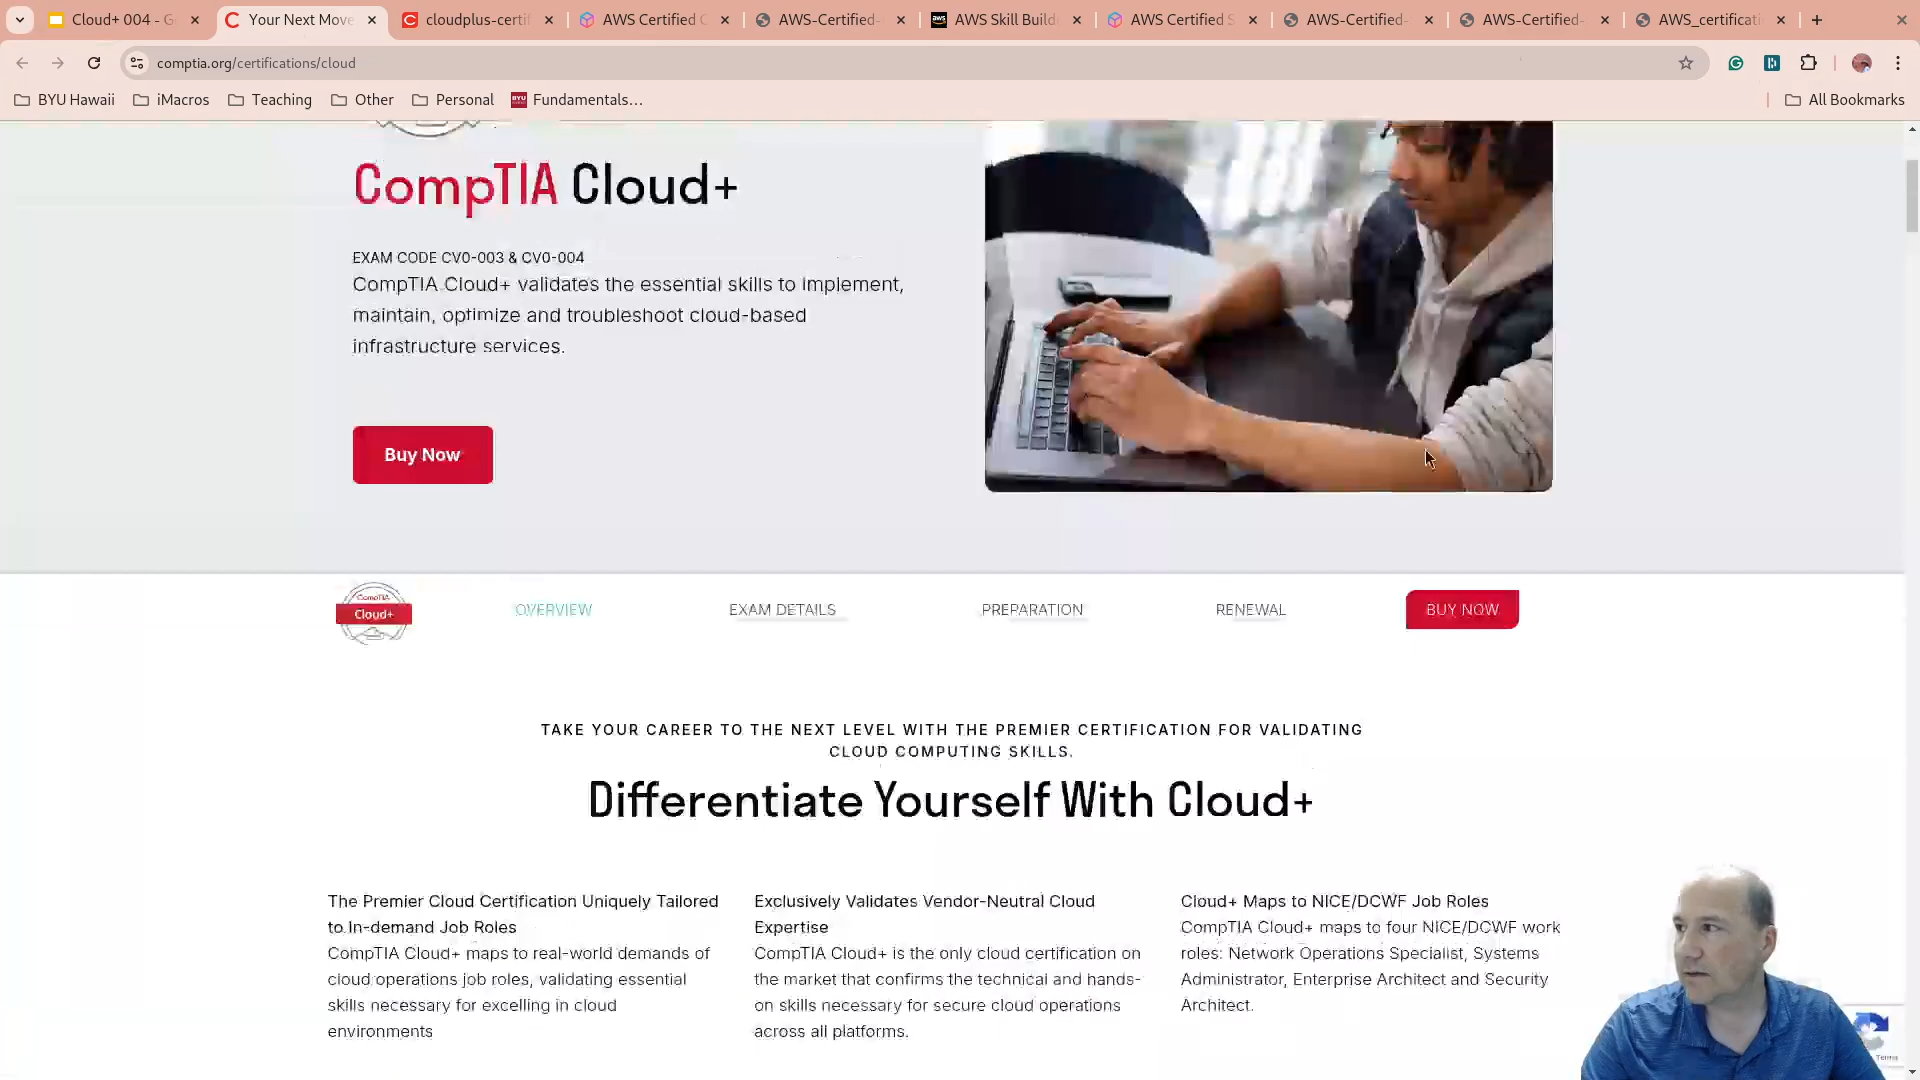 Cloud+ 004 - G
Your Next Move
cloudplus-certif
AWS Certified C
AWS-Certified-
AWS Skill Build
AWS Certified S
AWS-Certified-
AWS-Certified-
AWS_certificati
comptia.org/certifications/cloud
BYU Hawaii
iMacros
Teaching
Other
Personal
Fundamentals...
All Bookmarks
CompTIA Cloud+
EXAM CODE CV0-003 & CV0-004
CompTIA Cloud+ validates the essential skills to implement,
maintain, optimize and troubleshoot cloud-based
infrastructure services.
Buy Now
CompTIA
Cloud+
OVERVIEW
EXAM DETAILS
PREPARATION
RENEWAL
BUY NOW
TAKE YOUR CAREER TO THE NEXT LEVEL WITH THE PREMIER CERTIFICATION FOR VALIDATING
CLOUD COMPUTING SKILLS.
Differentiate Yourself With Cloud+
The Premier Cloud Certification Uniquely Tailored
to In-demand Job Roles
CompTIA Cloud+ maps to real-world demands of
cloud operations job roles, validating essential
skills necessary for excelling in cloud
environments
Exclusively Validates Vendor-Neutral Cloud
Expertise
CompTIA Cloud+ is the only cloud certification on
the market that confirms the technical and hands-
on skills necessary for secure cloud operations
across all platforms.
Cloud+ Maps to NICE/DCWF Job Roles
CompTIA Cloud+ maps to four NICE/DCWF work
roles: Network Operations Specialist, Systems
Administrator, Enterprise Architect and Security
Architect.
Terms